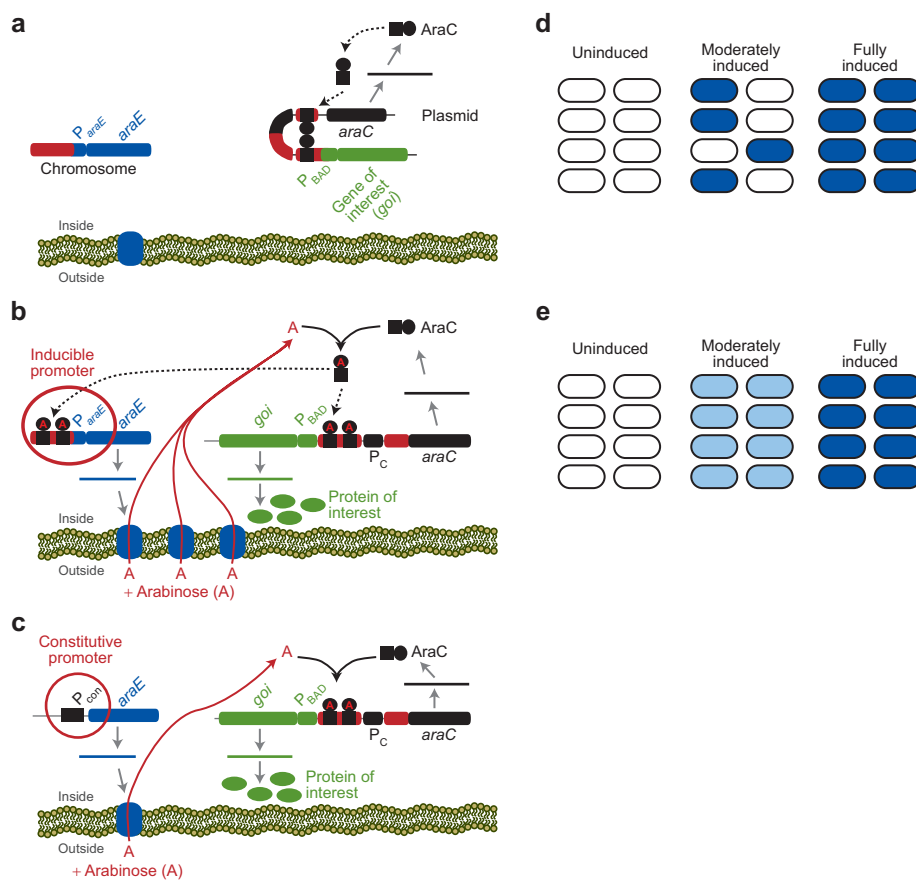 a
AraC
Plasmid
araC
P araE araE
Chromosome
P BAD
Gene of
interest
(goi)
Inside
Outside
b
A
AraC
Inducible
promoter
A
A A
P araE araE
goi
P BAD
A A
P C
araC
Protein of
interest
Inside
Outside
A A A
+ Arabinose (A)
c
Constitutive
promoter
A
AraC
P con araE
goi
P BAD
A A
P C
araC
Protein of
interest
Inside
Outside
A
+ Arabinose (A)
d
Uninduced
Moderately
induced
Fully
induced
e
Uninduced
Moderately
induced
Fully
induced